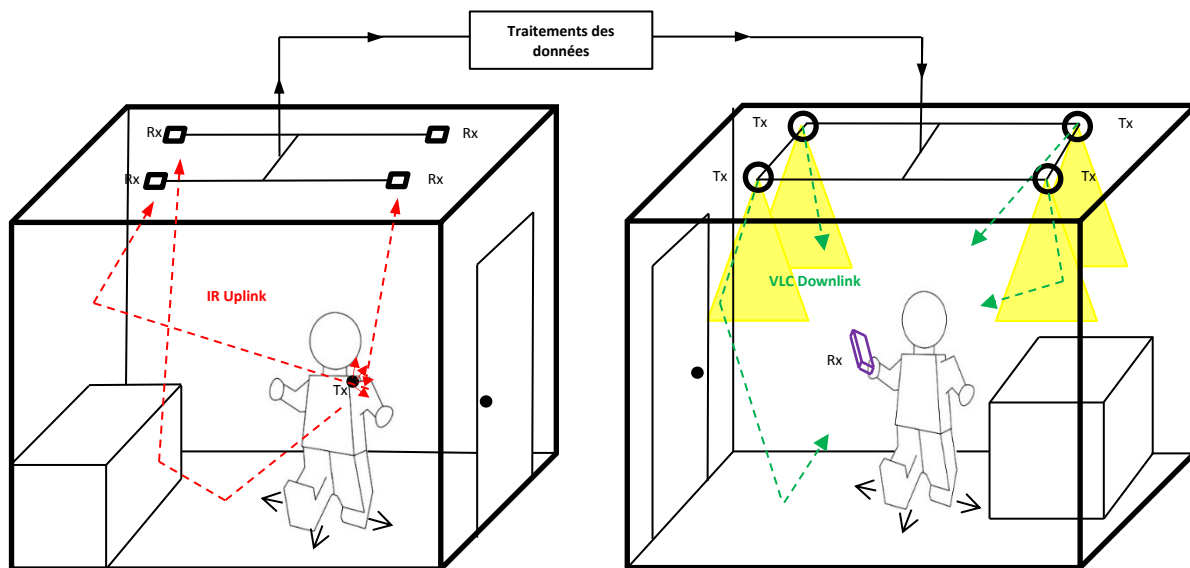 Traitements des
données
Rx
Rx
Rx
Rx
IR Uplink
Tx
Tx
Tx
Tx
Tx
VLC Downlink
Rx